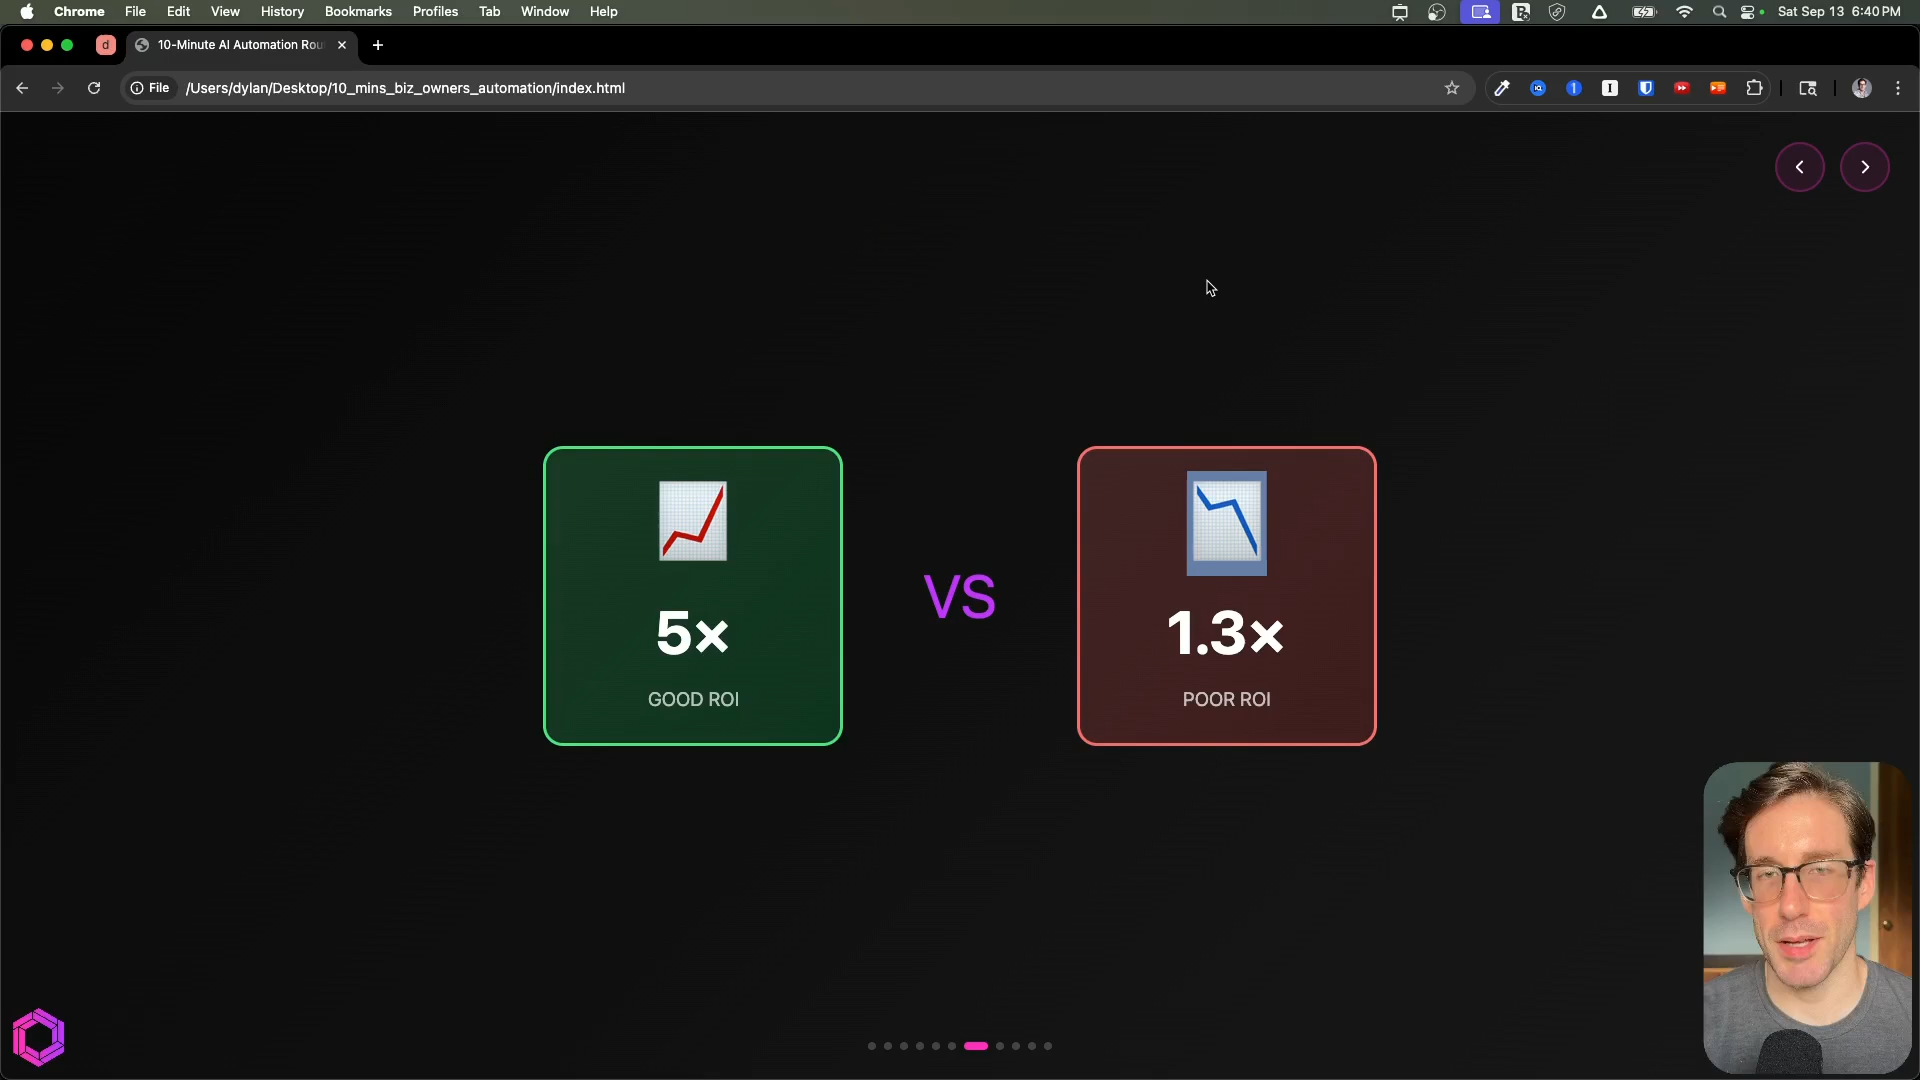 Chrome File Edit View History Bookmarks Profiles Tab Window Help Sat Sep 13 6:40 PM
d 10-Minute AI Automation Rou
File /Users/dylan/Desktop/10_mins_biz_owners_automation/index.html
VS
5×
GOOD ROI
1.3×
POOR ROI